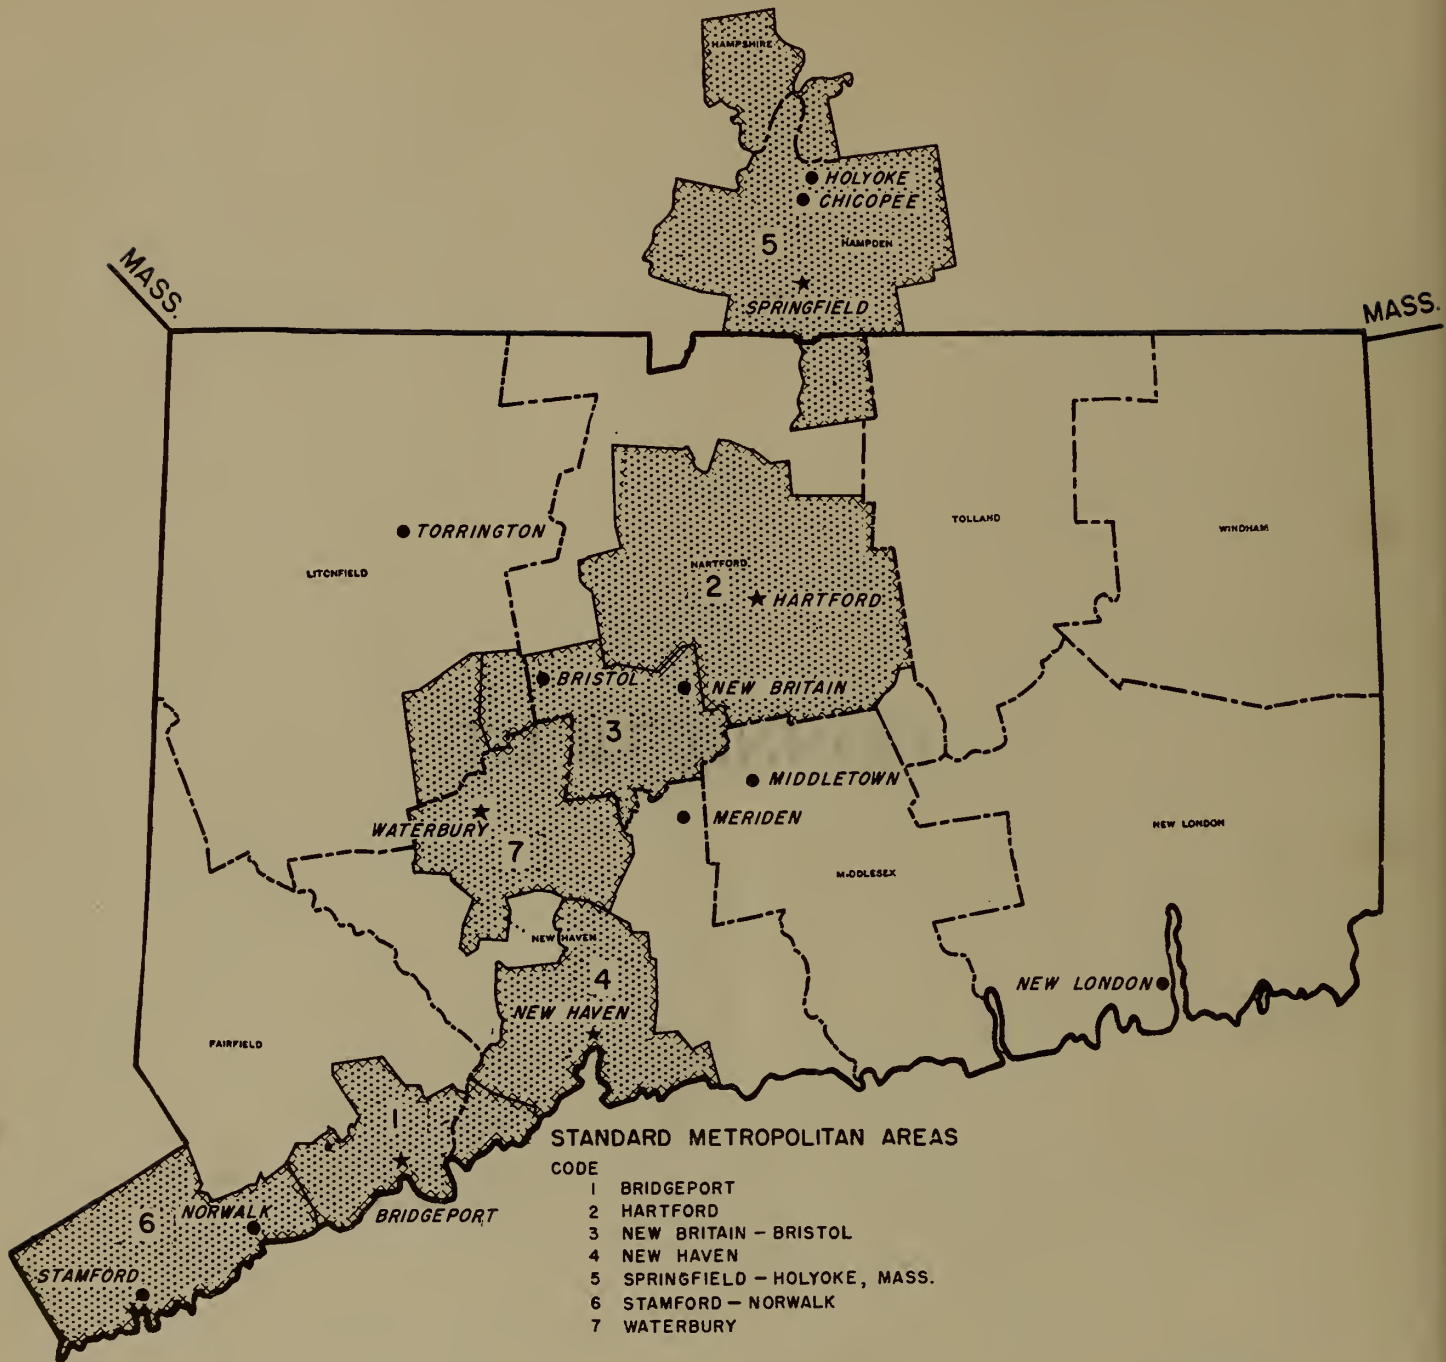 HAMPSHIRE
HOLYOKE
CHICOPEE
5
HAMPDEN
SPRINGFIELD
MASS.
MASS.
TORRINGTON
TOLLAND
WINDHAM
LITCHFIELD
HARTFORD
2
HARTFORD
BRISTOL
NEW BRITAIN
3
MIDDLETOWN
WATERBURY
MERIDEN
NEW LONDON
7
MIDDLESEX
NEW HAVEN
4
NEW LONDON
NEW HAVEN
FAIRFIELD
1
6
NORWALK
BRIDGEPORT
STAMFORD
STANDARD METROPOLITAN AREAS
CODE
1 BRIDGEPORT
2 HARTFORD
3 NEW BRITAIN – BRISTOL
4 NEW HAVEN
5 SPRINGFIELD – HOLYOKE, MASS.
6 STAMFORD – NORWALK
7 WATERBURY